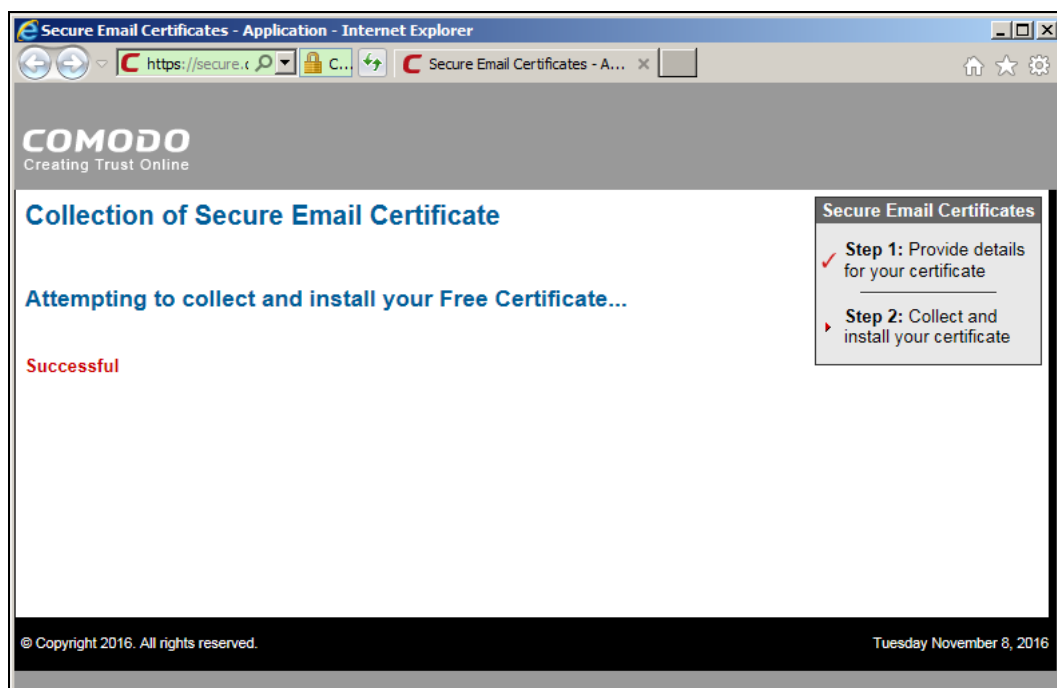 Secure Email Certificates - Application - Internet Explorer
https://secure.c
C...
Secure Email Certificates - A...
COMODO
Creating Trust Online
Collection of Secure Email Certificate
Attempting to collect and install your Free Certificate...
Successful
Secure Email Certificates
Step 1: Provide details
for your certificate
Step 2: Collect and
install your certificate
© Copyright 2016. All rights reserved.
Tuesday November 8, 2016